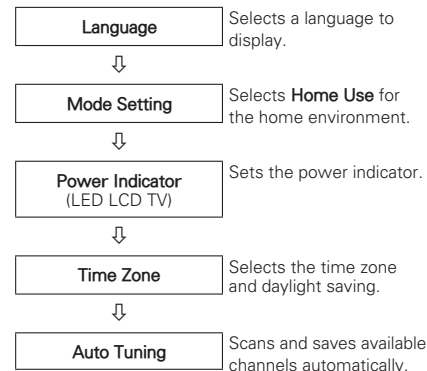 Language
Selects a language to
display.
Mode Setting
Selects Home Use for
the home environment.
Power Indicator
(LED LCD TV)
Sets the power indicator.
Time Zone
Selects the time zone
and daylight saving.
Auto Tuning
Scans and saves available
channels automatically.